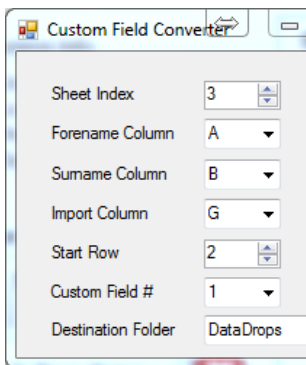 Custom Field Converter
Sheet Index 3
Forename Column A
Surname Column B
Import Column G
Start Row 2
Custom Field # 1
Destination Folder DataDrops